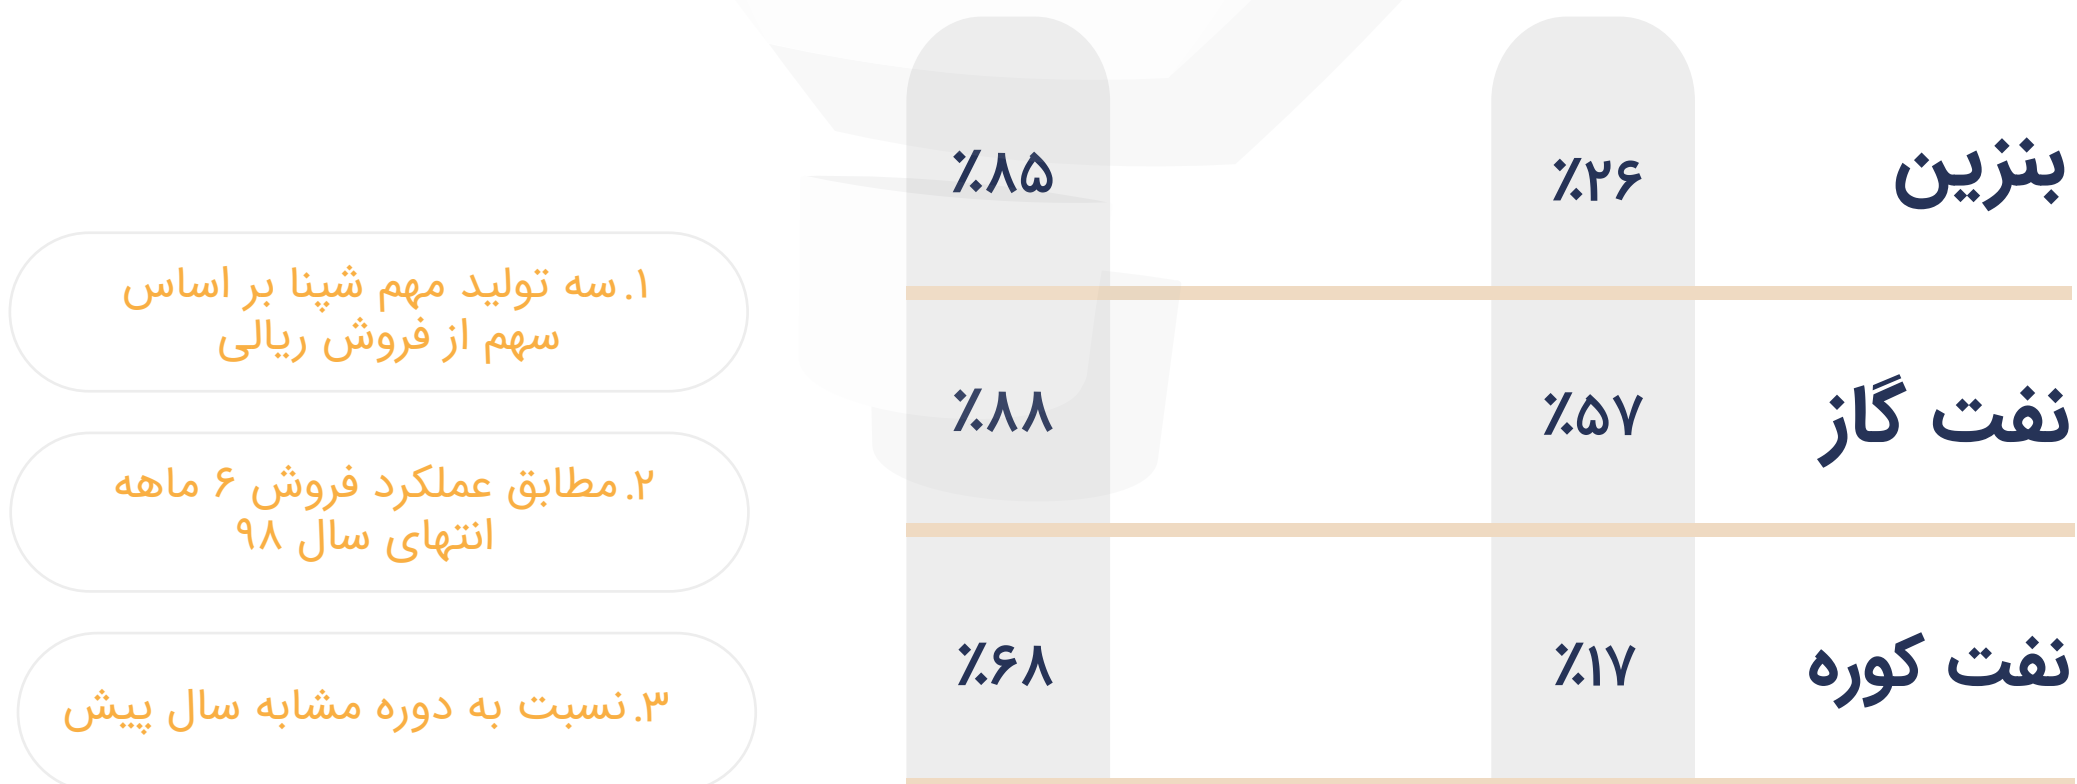 بنزین ٪۲۶ ٪۸۵
نفت گاز ٪۵۷ ٪۸۸
نفت کوره ٪۱۷ ٪۶۸
۱. سه تولید مهم شپنا بر اساس
سهم از فروش ریالی
۲. مطابق عملکرد فروش ۶ ماهه
انتهای سال ۹۸
۳. نسبت به دوره مشابه سال پیش